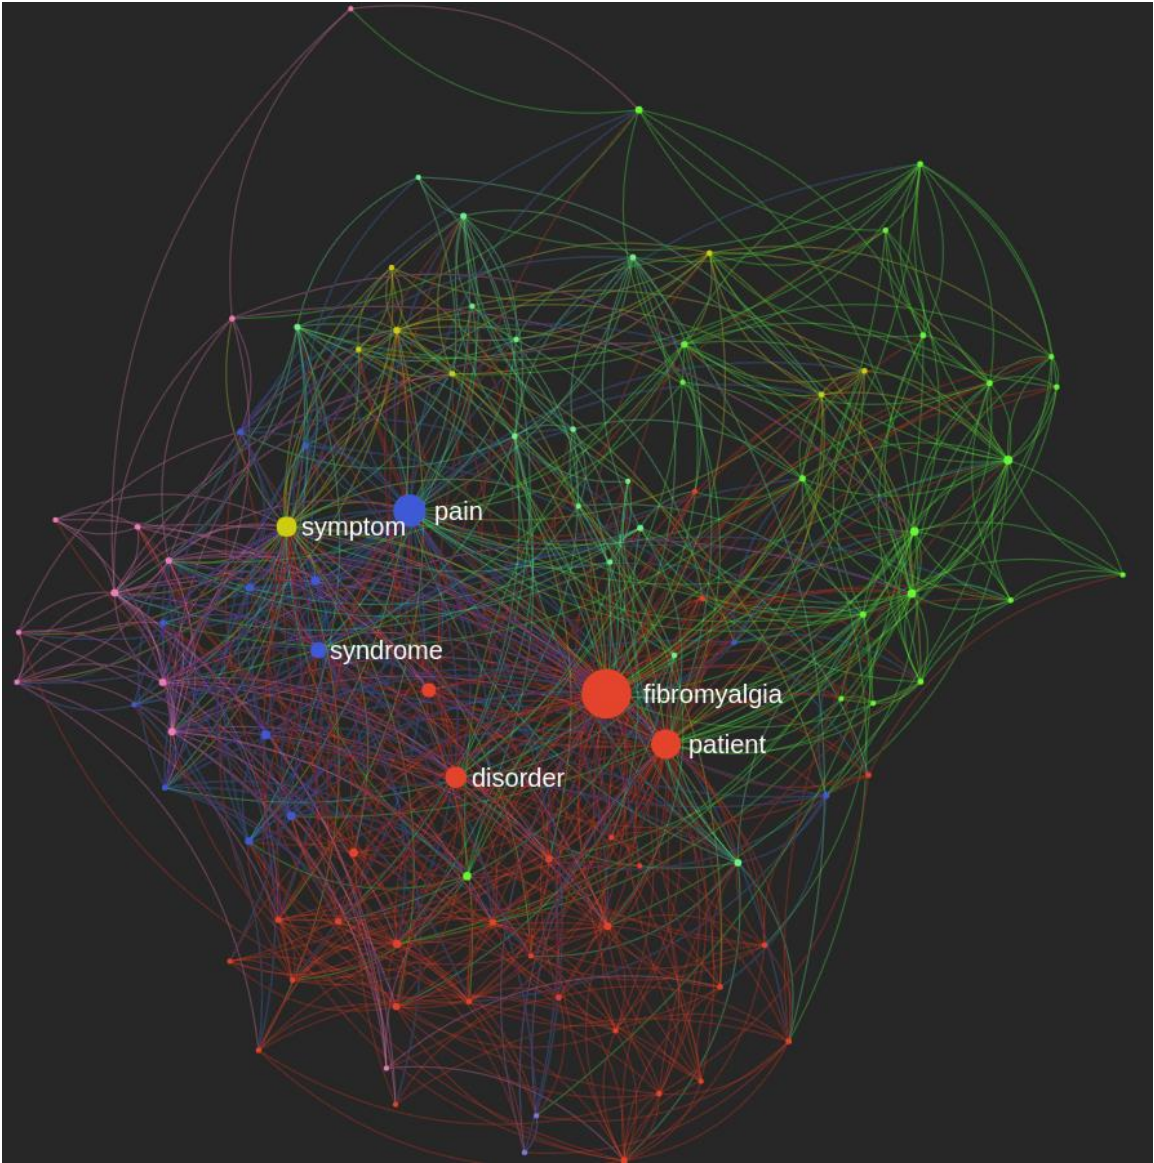 pain
symptom
syndrome
fibromyalgia
patient
disorder